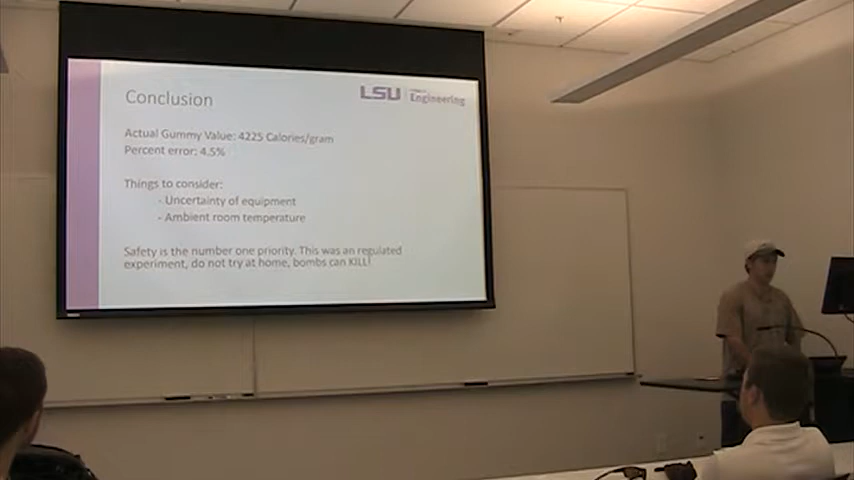 Conclusion
LSU
Engineering
Actual Gummy Value: 4225 Calories/gram
Percent error: 4.5%
Things to consider:
- Uncertainty of equipment
- Ambient room temperature
Safety is the number one priority. This was an regulated
experiment, do not try at home, bombs can KILL!